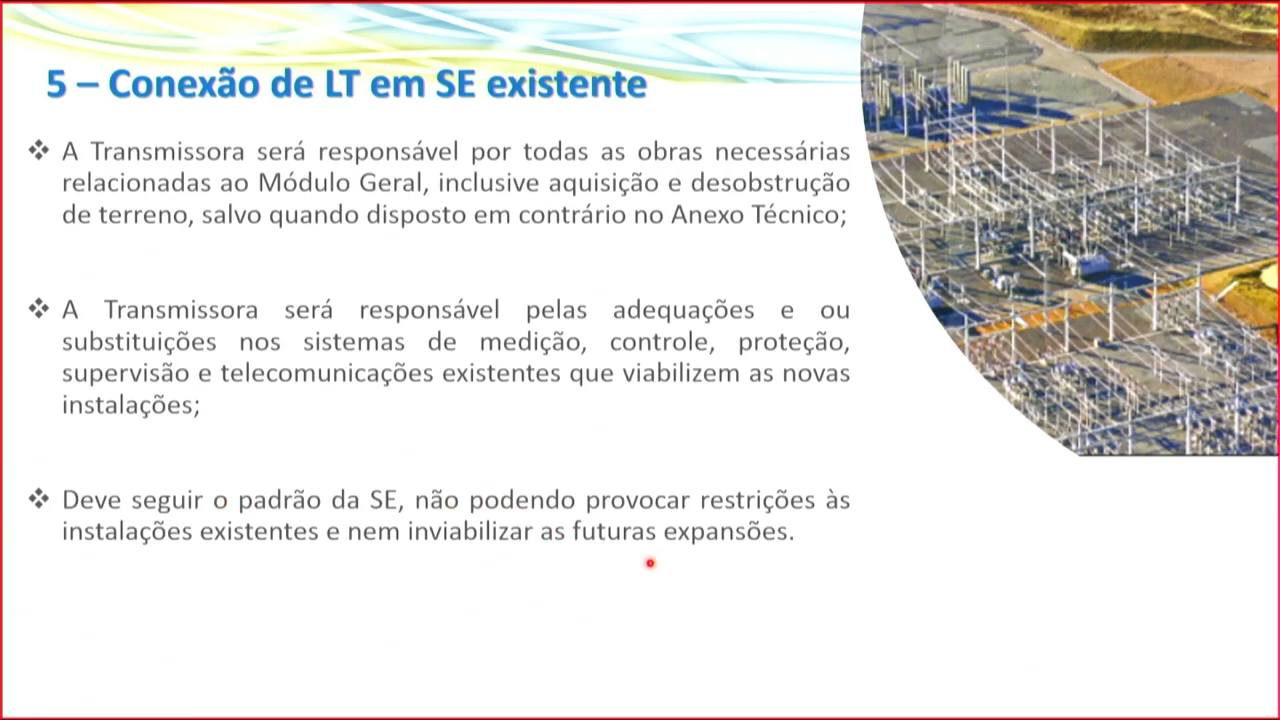 5 – Conexão de LT em SE existente
❖ A Transmissora será responsável por todas as obras necessárias
relacionadas ao Módulo Geral, inclusive aquisição e desobstrução
de terreno, salvo quando disposto em contrário no Anexo Técnico;
❖ A Transmissora será responsável pelas adequações e ou
substituições nos sistemas de medição, controle, proteção,
supervisão e telecomunicações existentes que viabilizem as novas
instalações;
❖ Deve seguir o padrão da SE, não podendo provocar restrições às
instalações existentes e nem inviabilizar as futuras expansões.